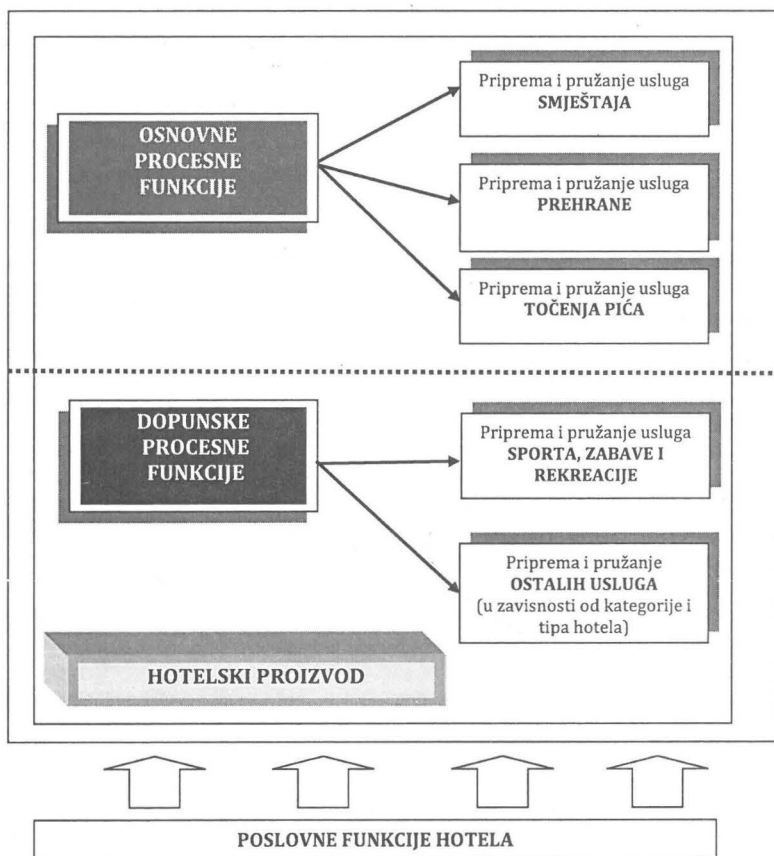 OSNOVNE
PROCESNE
FUNKCIJE
Priprema i pružanje usluga
SMJEŠTAJA
Priprema i pružanje usluga
PREHRANE
Priprema i pružanje usluga
TOČENJA PIĆA
DOPUNSKE
PROCESNE
FUNKCIJE
Priprema i pružanje usluga
SPORTA, ZABAVE I
REKREACIJE
Priprema i pružanje
OSTALIH USLUGA
(u zavisnosti od kategorije i
tipa hotela)
HOTELSKI PROIZVOD
POSLOVNE FUNKCIJE HOTELA